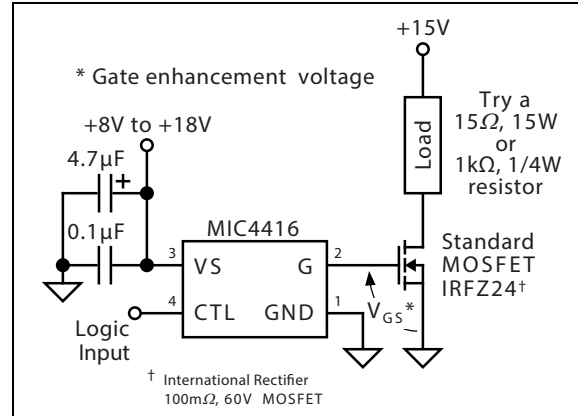 +15V
* Gate enhancement voltage
+8V to +18V
Try a
15Ω, 15W
or
1kΩ, 1/4W
resistor
Load
4.7µF
+
0.1µF
MIC4416
3
2
VS
G
4
1
CTL
GND
Logic
Input
VGS*
Standard
MOSFET
IRFZ24†
† International Rectifier
100mΩ, 60V MOSFET